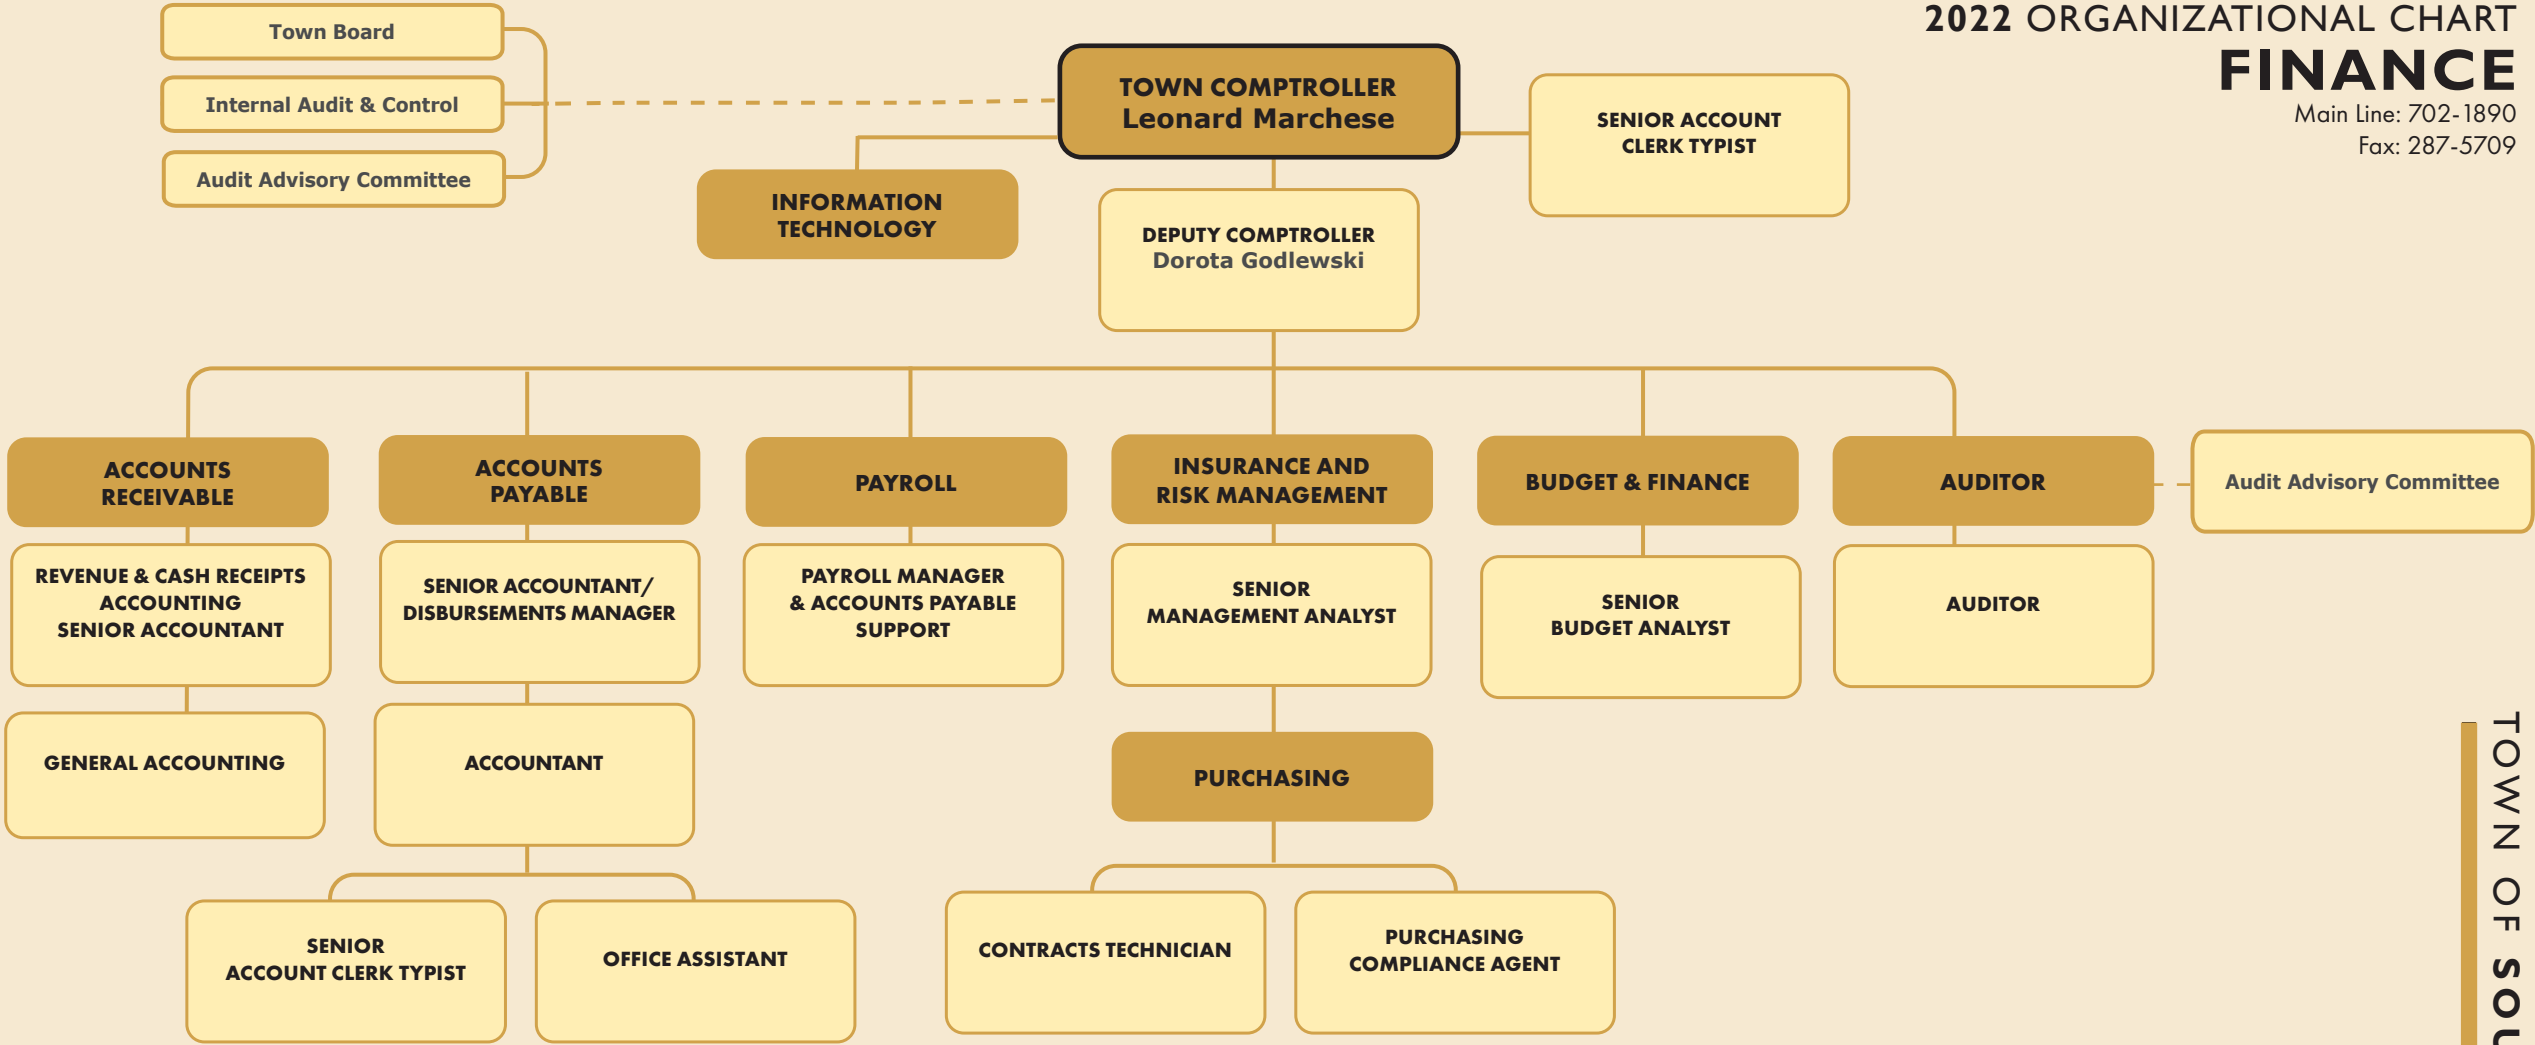 2022 ORGANIZATIONAL CHART
FINANCE
Main Line: 702-1890
Fax: 287-5709
Town Board
Internal Audit & Control
Audit Advisory Committee
TOWN COMPTROLLER
Leonard Marchese
SENIOR ACCOUNT
CLERK TYPIST
INFORMATION
TECHNOLOGY
DEPUTY COMPTROLLER
Dorota Godlewski
ACCOUNTS
RECEIVABLE
ACCOUNTS
PAYABLE
PAYROLL
INSURANCE AND
RISK MANAGEMENT
BUDGET & FINANCE
AUDITOR
Audit Advisory Committee
REVENUE & CASH RECEIPTS
ACCOUNTING
SENIOR ACCOUNTANT
SENIOR ACCOUNTANT/
DISBURSEMENTS MANAGER
PAYROLL MANAGER
& ACCOUNTS PAYABLE
SUPPORT
SENIOR
MANAGEMENT ANALYST
SENIOR
BUDGET ANALYST
AUDITOR
GENERAL ACCOUNTING
ACCOUNTANT
PURCHASING
SENIOR
ACCOUNT CLERK TYPIST
OFFICE ASSISTANT
CONTRACTS TECHNICIAN
PURCHASING
COMPLIANCE AGENT
TOWN OF SOU